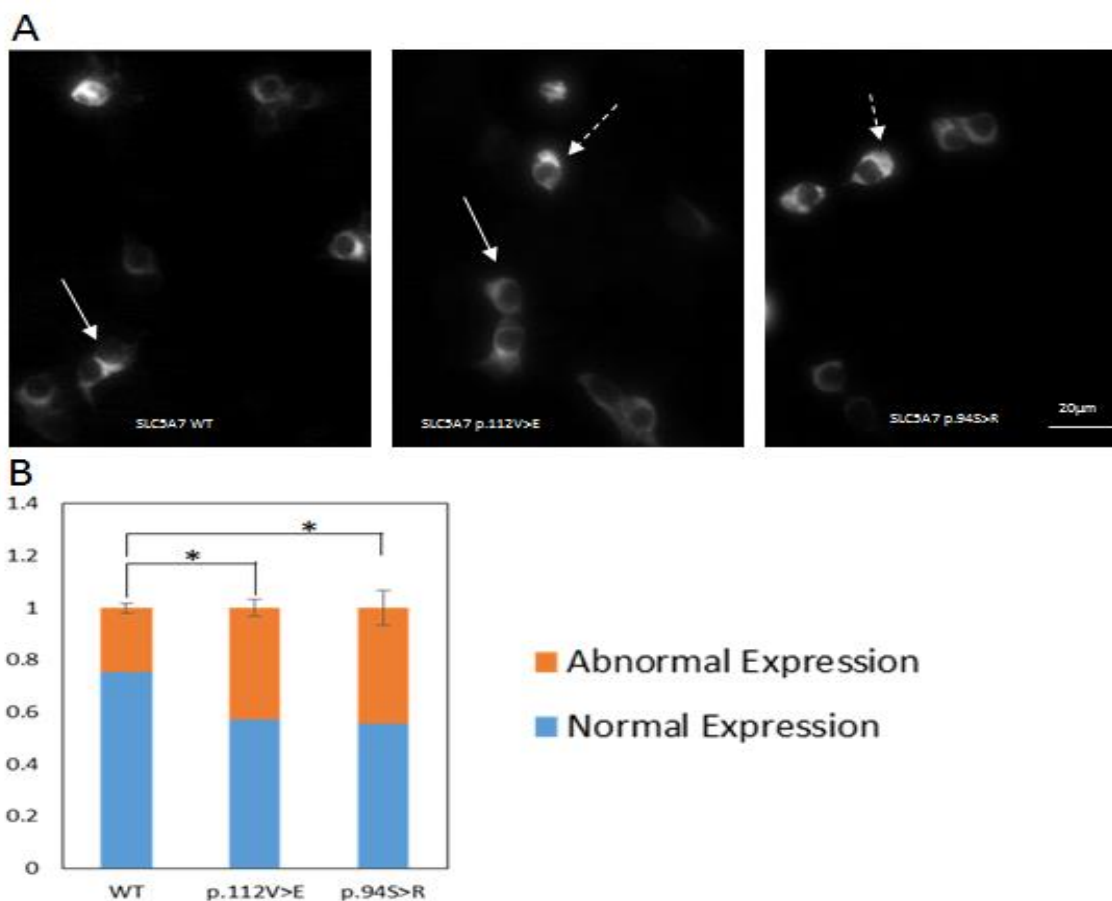 A
SLC5A7 WT
SLC5A7 p.112V>E
SLC5A7 p.94S>R
20µm
B
1.4
1.2
1
0.8
0.6
0.4
0.2
0
*
*
WT
p.112V>E
p.94S>R
Abnormal Expression
Normal Expression